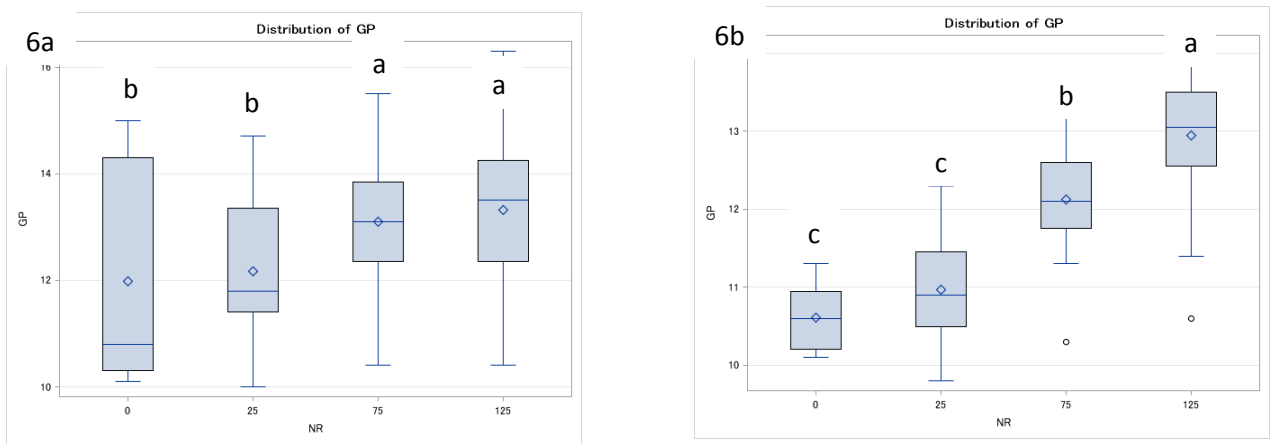 6a
Distribution of GP
16
14
12
10
GP
b
b
a
a
0 25 75 125
NR
6b
Distribution of GP
13
12
11
10
GP
c
c
b
a
0 25 75 125
NR